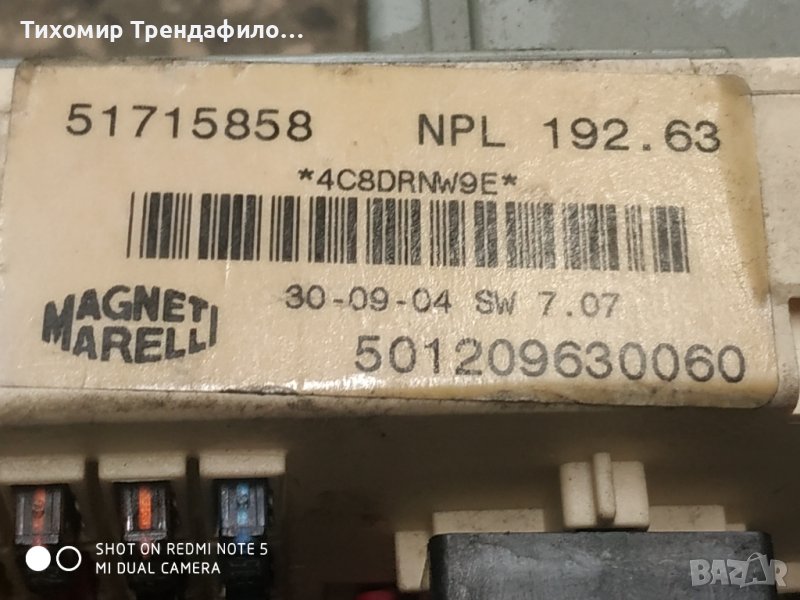 Тихомир Трендафило...
51715858 NPL 192.63
*4C8DRNW9E*
30-09-04 SW 7.07
MAGNETI
MARELLI
501209630060
SHOT ON REDMI NOTE 5
MI DUAL CAMERA
BAZAR